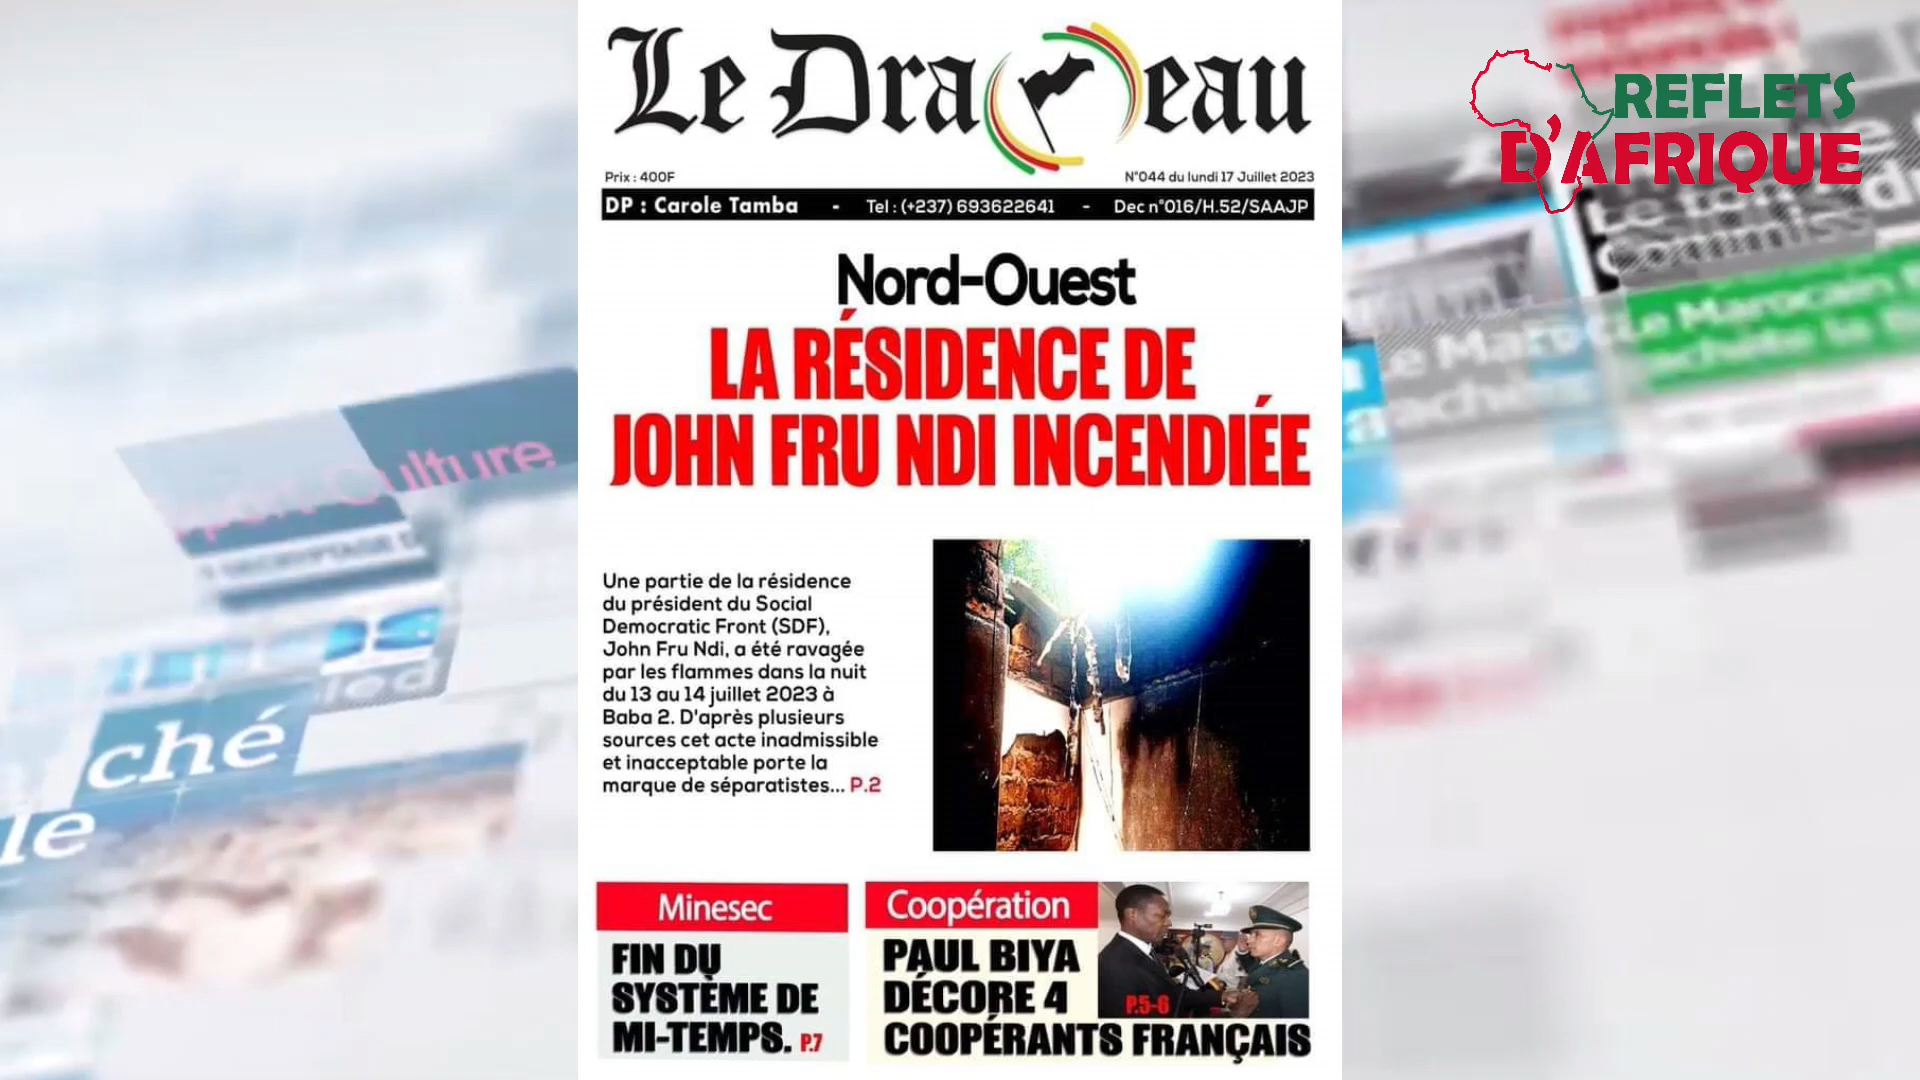 Le Drapeau
REFLETS
D'AFRIQUE
Prix : 400F
N°044 du lundi 17 Juillet 2023
DP : Carole Tamba - Tel : (+237) 693622641 - Dec n°016/H.52/SAAJP
Nord-Ouest
LA RÉSIDENCE DE
JOHN FRU NDI INCENDIÉE
Une partie de la résidence
du président du Social
Democratic Front (SDF),
John Fru Ndi, a été ravagée
par les flammes dans la nuit
du 13 au 14 juillet 2023 à
Baba 2. D'après plusieurs
sources cet acte inadmissible
et inacceptable porte la
marque de séparatistes... P.2
Minesec
FIN DU
SYSTÈME DE
MI-TEMPS. P.7
Coopération
PAUL BIYA
DÉCORE 4
COOPÉRANTS FRANÇAIS
P.5-6
Culture
ché
le
Le Marocain
achète la